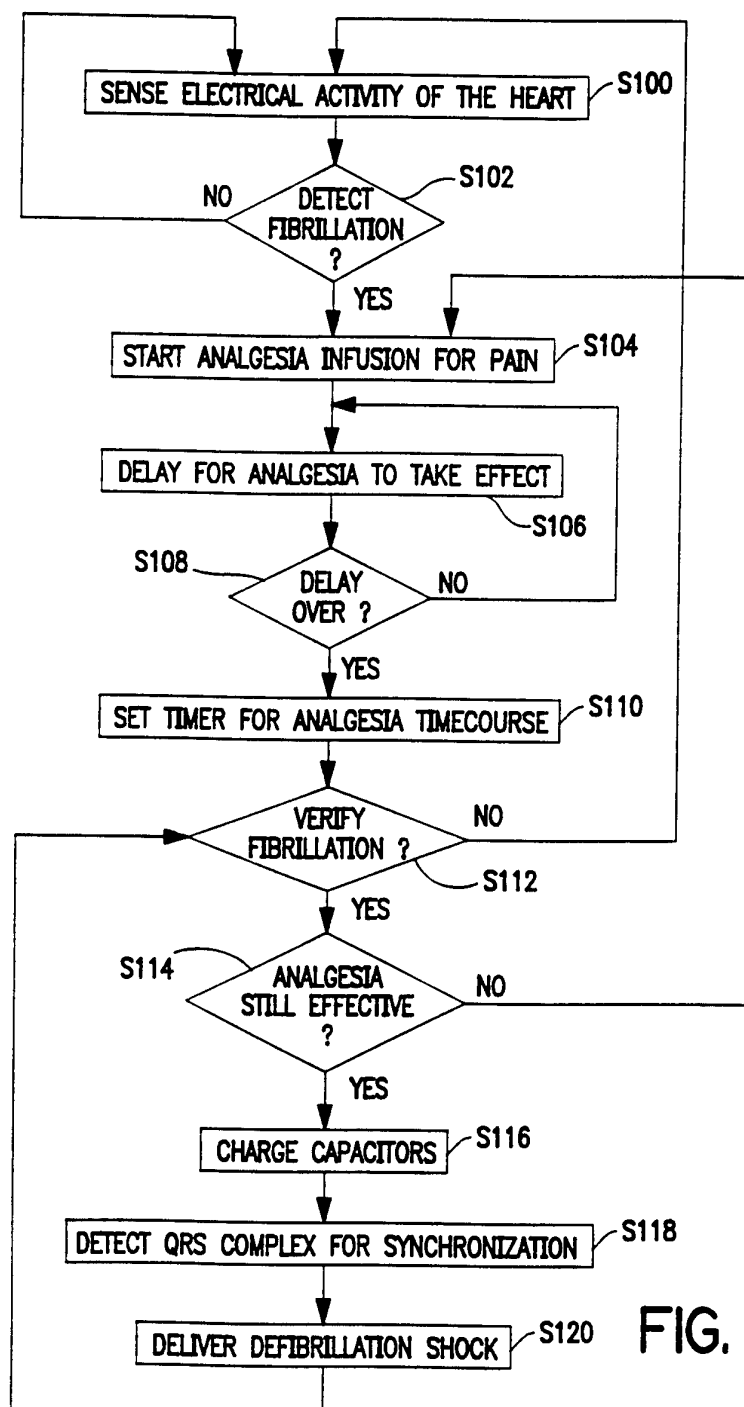 SENSE ELECTRICAL ACTIVITY OF THE HEART
S100
S102
NO
DETECT
FIBRILLATION
?
YES
START ANALGESIA INFUSION FOR PAIN
S104
DELAY FOR ANALGESIA TO TAKE EFFECT
S106
S108
DELAY
OVER ?
NO
YES
SET TIMER FOR ANALGESIA TIMECOURSE
S110
VERIFY
FIBRILLATION ?
NO
S112
YES
S114
ANALGESIA
STILL EFFECTIVE
?
NO
YES
CHARGE CAPACITORS
S116
DETECT QRS COMPLEX FOR SYNCHRONIZATION
S118
DELIVER DEFIBRILLATION SHOCK
S120
FIG.